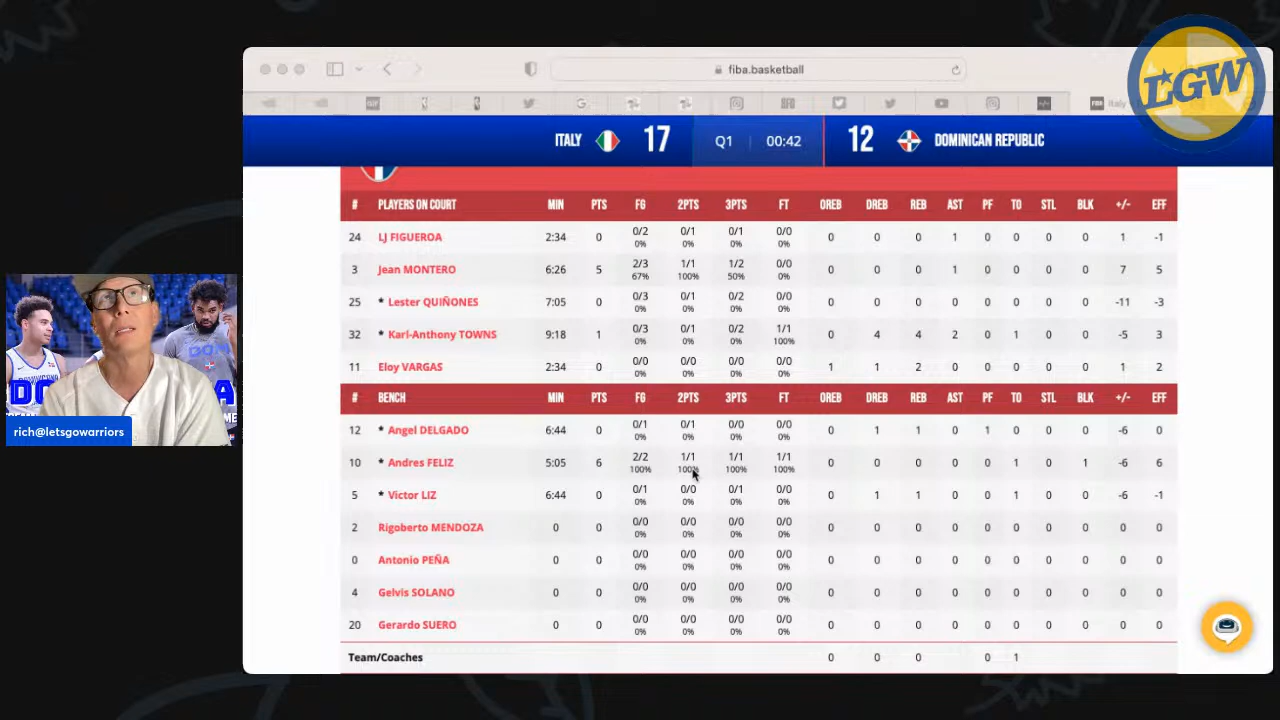 LGW
fiba.basketball
ITALY 17 Q1 00:42 12 DOMINICAN REPUBLIC
# PLAYERS ON COURT MIN PTS FG 2PTS 3PTS FT OREB DREB REB AST PF TO STL BLK +/- EFF
24 LJ FIGUEROA 2:34 0 0/2 0/1 0/1 0/0 0 0 0 1 0 0 0 0 1 -1
0% 0% 0% 0%
3 Jean MONTERO 6:26 5 2/3 1/1 1/2 0/0 0 0 0 1 0 0 0 0 7 5
67% 100% 50% 0%
25 * Lester QUIÑONES 7:05 0 0/3 0/1 0/2 0/0 0 0 0 0 0 0 0 0 -11 -3
0% 0% 0% 0%
32 * Karl-Anthony TOWNS 9:18 1 0/3 0/1 0/2 1/1 0 4 4 2 0 1 0 0 -5 3
0% 0% 0% 100%
11 Eloy VARGAS 2:34 0 0/0 0/0 0/0 0/0 1 1 2 0 0 0 0 0 1 2
0% 0% 0% 0%
# BENCH MIN PTS FG 2PTS 3PTS FT OREB DREB REB AST PF TO STL BLK +/- EFF
12 * Angel DELGADO 6:44 0 0/1 0/1 0/0 0/0 0 1 1 0 1 0 0 0 -6 0
0% 0% 0% 0%
10 * Andres FELIZ 5:05 6 2/2 1/1 1/1 1/1 0 0 0 0 0 1 0 1 -6 6
100% 100% 100% 100%
5 * Victor LIZ 6:44 0 0/1 0/0 0/1 0/0 0 1 1 0 0 1 0 0 -6 -1
0% 0% 0% 0%
2 Rigoberto MENDOZA 0 0 0/0 0/0 0/0 0/0 0 0 0 0 0 0 0 0 0 0
0% 0% 0% 0%
0 Antonio PEÑA 0 0 0/0 0/0 0/0 0/0 0 0 0 0 0 0 0 0 0 0
0% 0% 0% 0%
4 Gelvis SOLANO 0 0 0/0 0/0 0/0 0/0 0 0 0 0 0 0 0 0 0 0
0% 0% 0% 0%
20 Gerardo SUERO 0 0 0/0 0/0 0/0 0/0 0 0 0 0 0 0 0 0 0 0
0% 0% 0% 0%
Team/Coaches 0 0 0 0 1
rich@letsgowarriors